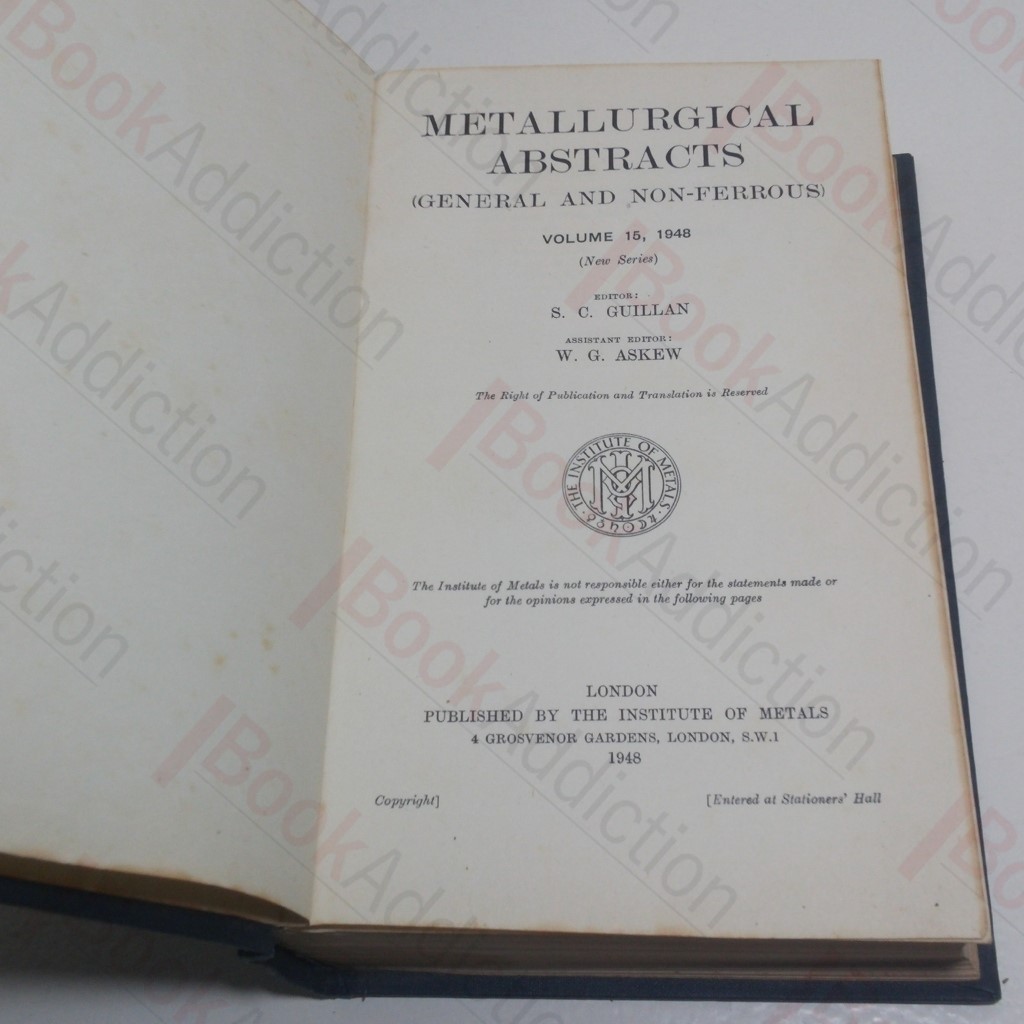 METALLURGICAL
ABSTRACTS
(GENERAL AND NON-FERROUS)
VOLUME 15, 1948
(New Series)
EDITOR:
S. C. GUILLAN
ASSISTANT EDITOR:
W. G. ASKEW
The Right of Publication and Translation is Reserved
THE INSTITUTE OF METALS
The Institute of Metals is not responsible either for the statements made or
for the opinions expressed in the following pages
LONDON
PUBLISHED BY THE INSTITUTE OF METALS
4 GROSVENOR GARDENS, LONDON, S.W.1
1948
Copyright]
[Entered at Stationers' Hall
BookAddiction